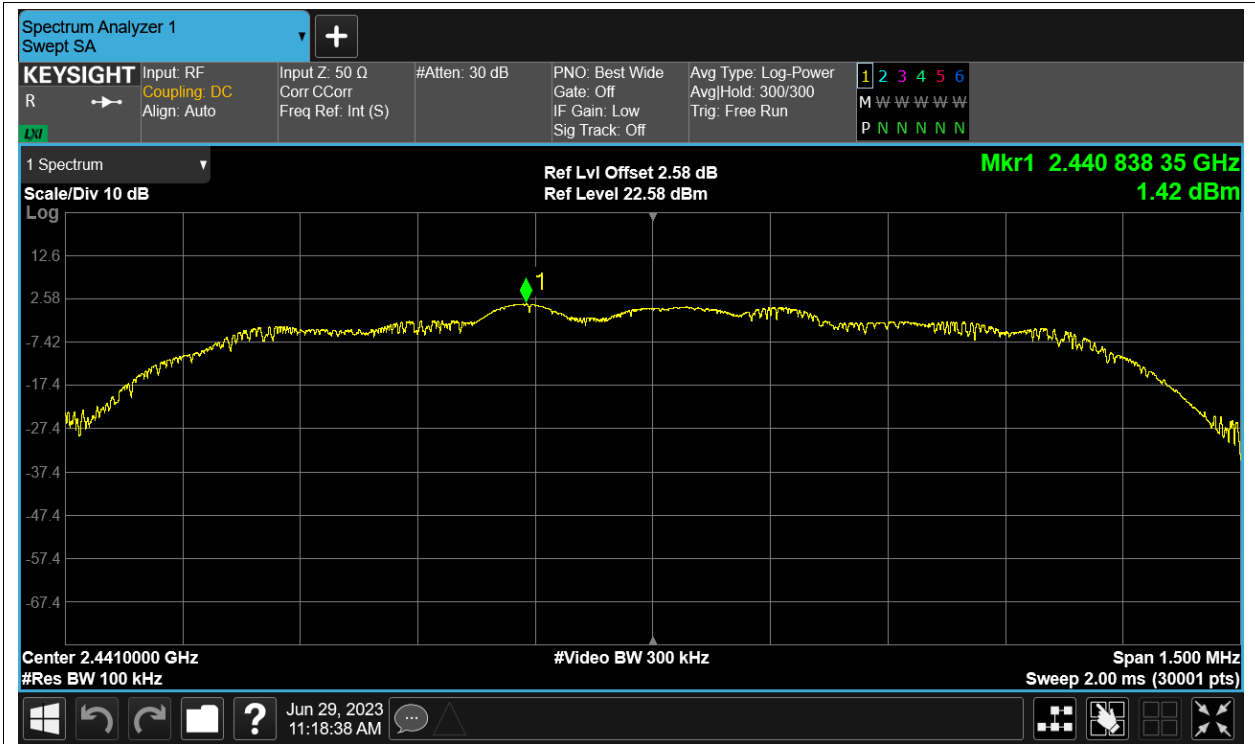 Spectrum Analyzer 1
Swept SA
KEYSIGHT
R
LXI
Input: RF
Coupling: DC
Align: Auto
Input Z: 50 Ω
Corr CCorr
Freq Ref: Int (S)
#Atten: 30 dB
PNO: Best Wide
Gate: Off
IF Gain: Low
Sig Track: Off
Avg Type: Log-Power
Avg|Hold: 300/300
Trig: Free Run
1 2 3 4 5 6
M W W W W W
P N N N N N
1 Spectrum
Scale/Div 10 dB
Ref Lvl Offset 2.58 dB
Ref Level 22.58 dBm
Mkr1 2.440 838 35 GHz
1.42 dBm
Log
12.6
2.58
-7.42
-17.4
-27.4
-37.4
-47.4
-57.4
-67.4
1
Center 2.4410000 GHz
#Res BW 100 kHz
#Video BW 300 kHz
Span 1.500 MHz
Sweep 2.00 ms (30001 pts)
?
Jun 29, 2023
11:18:38 AM